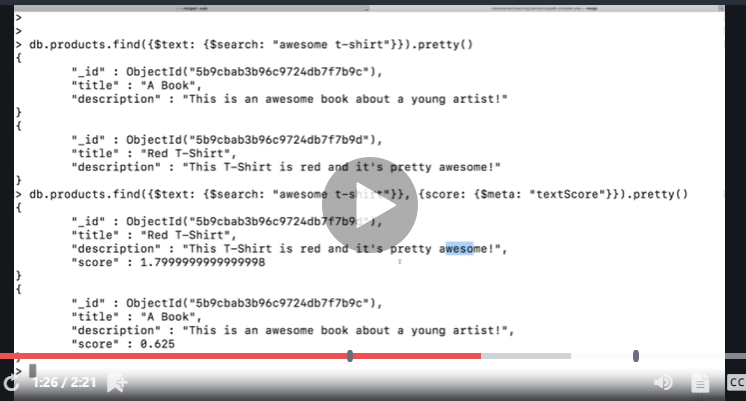 >
>
> db.products.find({$text: {$search: "awesome t-shirt"}}).pretty()
{
"_id" : ObjectId("5b9cbab3b96c9724db7f7b9c"),
"title" : "A Book",
"description" : "This is an awesome book about a young artist!"
}
{
"_id" : ObjectId("5b9cbab3b96c9724db7f7b9d"),
"title" : "Red T-Shirt",
"description" : "This T-Shirt is red and it's pretty awesome!"
}
> db.products.find({$text: {$search: "awesome t-shirt"}}, {score: {$meta: "textScore"}}).pretty()
{
"_id" : ObjectId("5b9cbab3b96c9724db7f7b9d"),
"title" : "Red T-Shirt",
"description" : "This T-Shirt is red and it's pretty awesome!",
"score" : 1.7999999999999998
}
{
"_id" : ObjectId("5b9cbab3b96c9724db7f7b9c"),
"title" : "A Book",
"description" : "This is an awesome book about a young artist!",
"score" : 0.625
}
>
1:26 / 2:21
CC